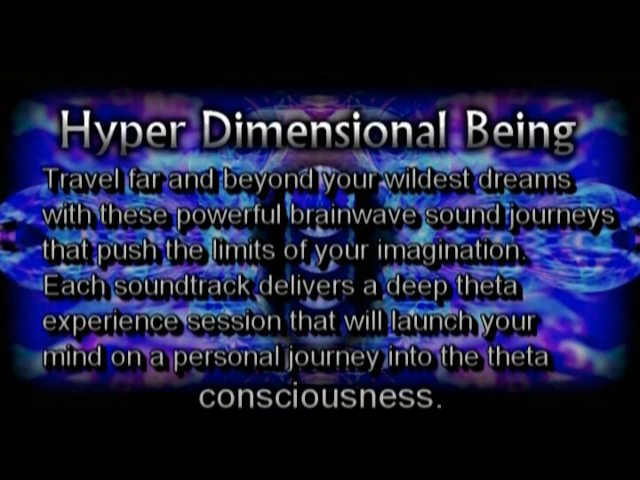 Hyper Dimensional Being
Travel far and beyond your wildest dreams
with these powerful brainwave sound journeys
that push the limits of your imagination.
Each soundtrack delivers a deep theta
experience session that will launch your
mind on a personal journey into the theta
consciousness.